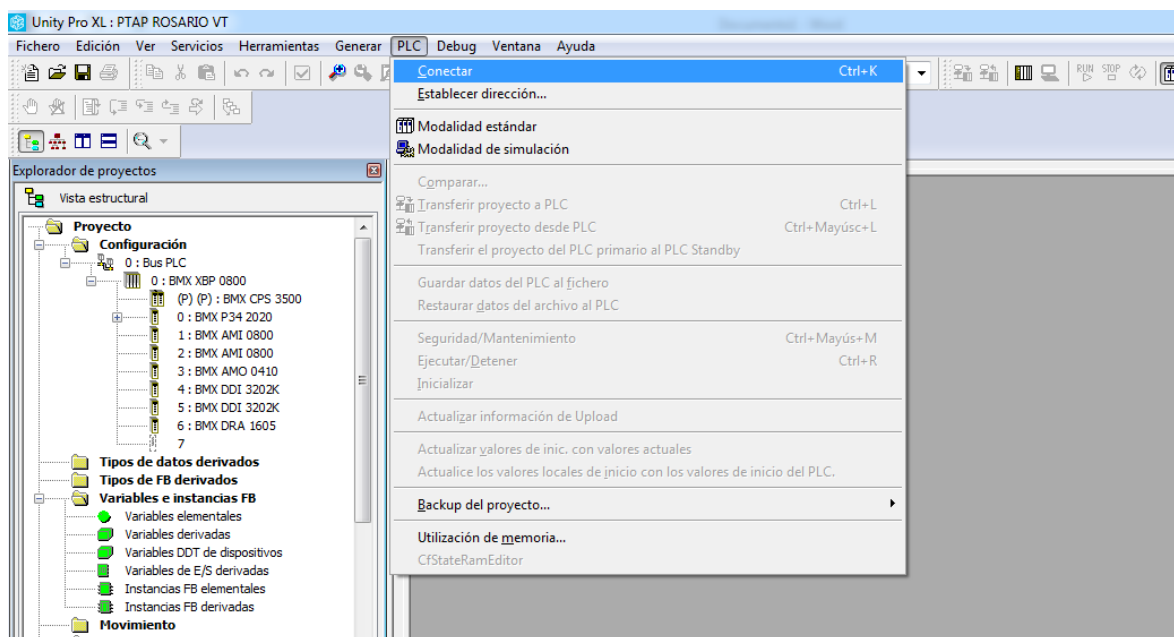 Unity Pro XL : PTAP ROSARIO VT
Fichero Edición Ver Servicios Herramientas Generar PLC Debug Ventana Ayuda
Conectar Ctrl+K
RUN STOP
Establecer dirección...
Modalidad estándar
Modalidad de simulación
Comparar...
Transferir proyecto a PLC Ctrl+L
Transferir proyecto desde PLC Ctrl+Mayúsc+L
Transferir el proyecto del PLC primario al PLC Standby
Guardar datos del PLC al fichero
Restaurar datos del archivo al PLC
Seguridad/Mantenimiento Ctrl+Mayús+M
Ejecutar/Detener Ctrl+R
Inicializar
Actualizar información de Upload
Actualizar valores de inic. con valores actuales
Actualice los valores locales de inicio con los valores de inicio del PLC.
Backup del proyecto...
Utilización de memoria...
CfStateRamEditor
Explorador de proyectos
Vista estructural
Proyecto
Configuración
0 : Bus PLC
0 : BMX XBP 0800
(P) (P) : BMX CPS 3500
0 : BMX P34 2020
1 : BMX AMI 0800
2 : BMX AMI 0800
3 : BMX AMO 0410
4 : BMX DDI 3202K
5 : BMX DDI 3202K
6 : BMX DRA 1605
7
Tipos de datos derivados
Tipos de FB derivados
Variables e instancias FB
Variables elementales
Variables derivadas
Variables DDT de dispositivos
Variables de E/S derivadas
Instancias FB elementales
Instancias FB derivadas
Movimiento